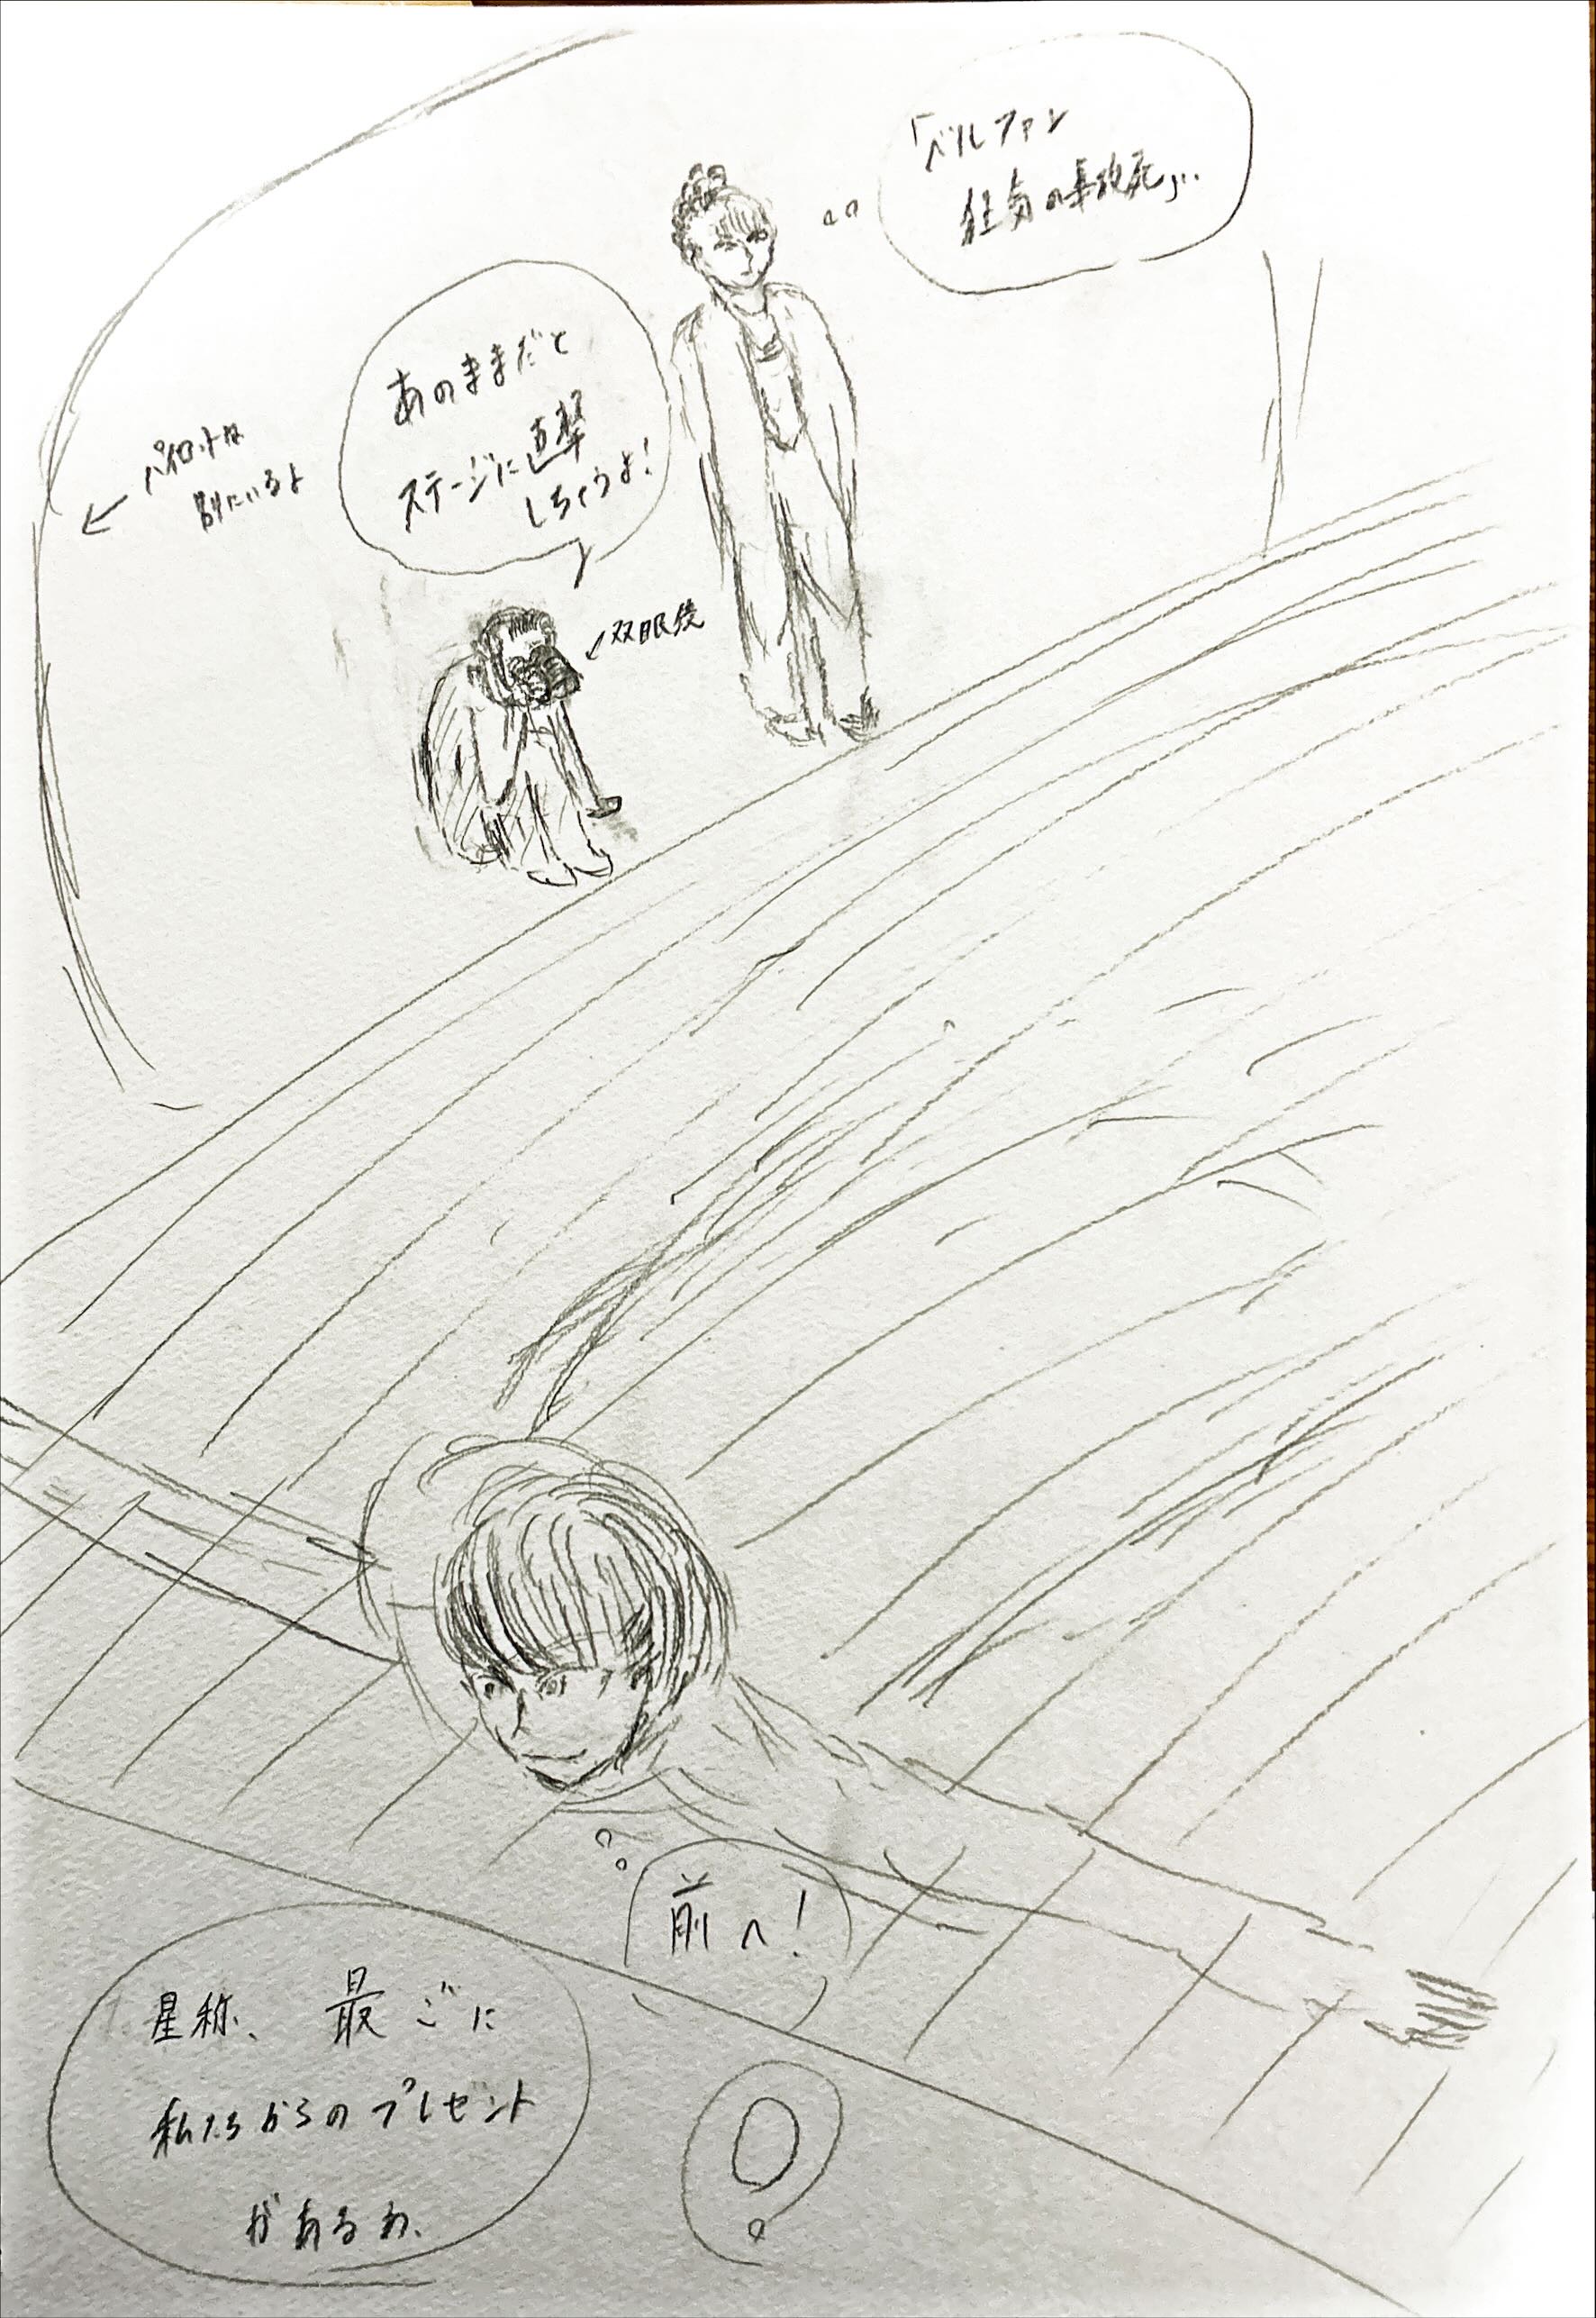 「ベルファン
狂気の事故死」…
あのままだと
ステージに直撃
しちゃうよ!
パイロットは
別にいるよ
双眼鏡
前へ!
星称、最ごに
私たちからのプレゼント
があるわ、